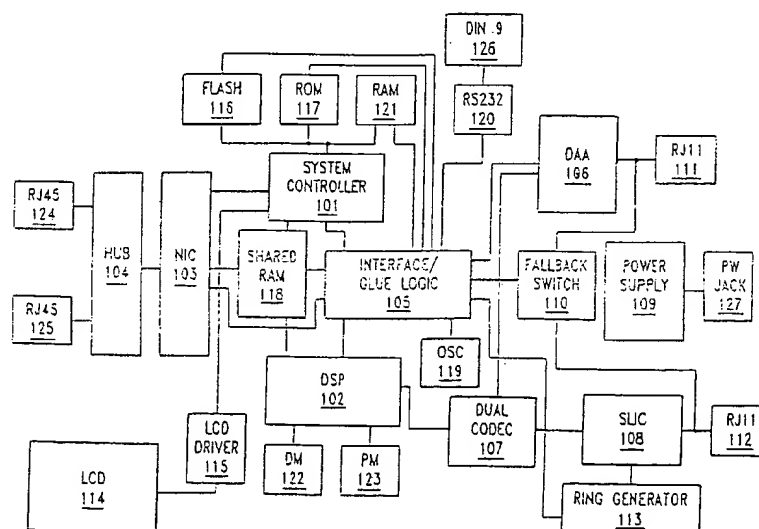 DIN 9
126
FLASH
116
ROM
117
RAM
121
RS232
120
DAA
106
RJ11
111
SYSTEM
CONTROLLER
101
RJ45
124
HUB
104
NIC
103
SHARED
RAM
118
INTERFACE/
GLUE LOGIC
105
FALLBACK
SWITCH
110
POWER
SUPPLY
109
PW
JACK
127
RJ45
125
OSC
119
DSP
102
LCD
DRIVER
115
DUAL
CODEC
107
SLIC
108
RJ11
112
LCD
114
DM
122
PM
123
RING GENERATOR
113